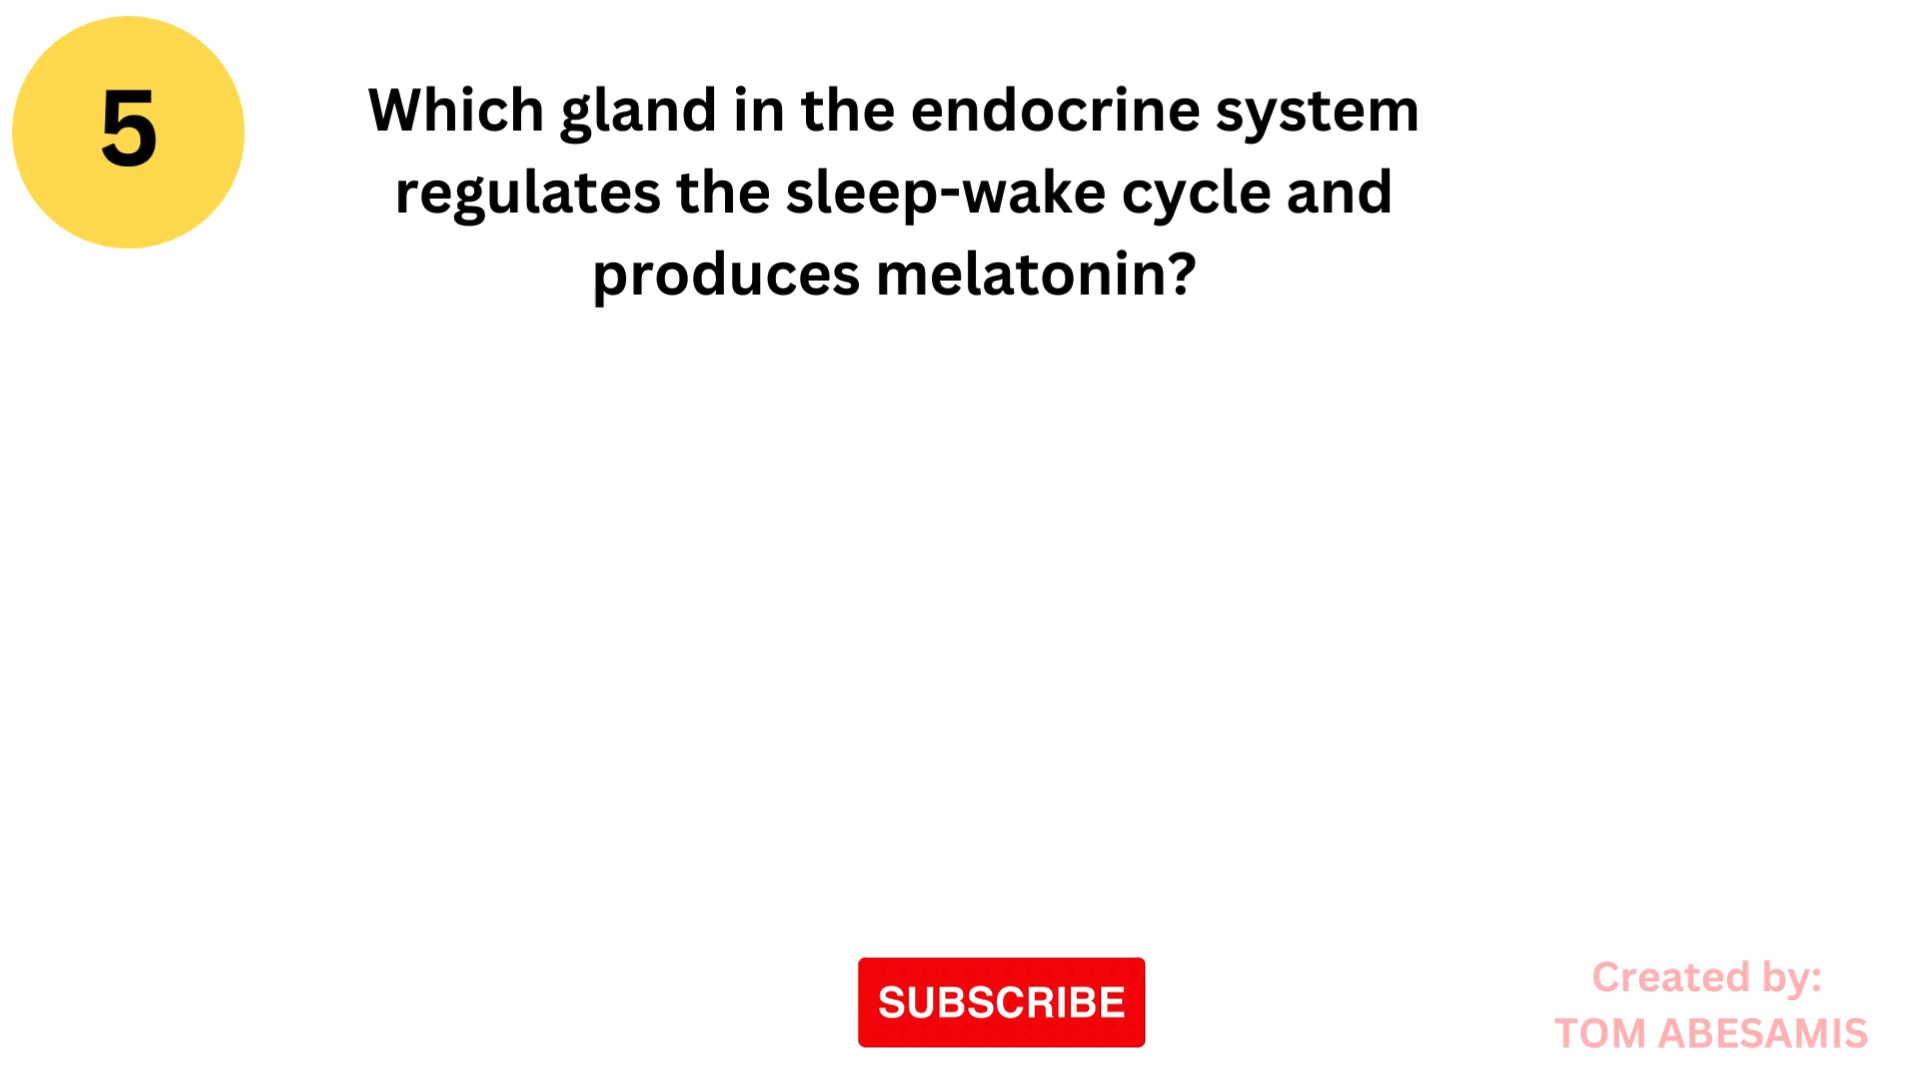 5
Which gland in the endocrine system
regulates the sleep-wake cycle and
produces melatonin?
SUBSCRIBE
Created by:
TOM ABESAMIS